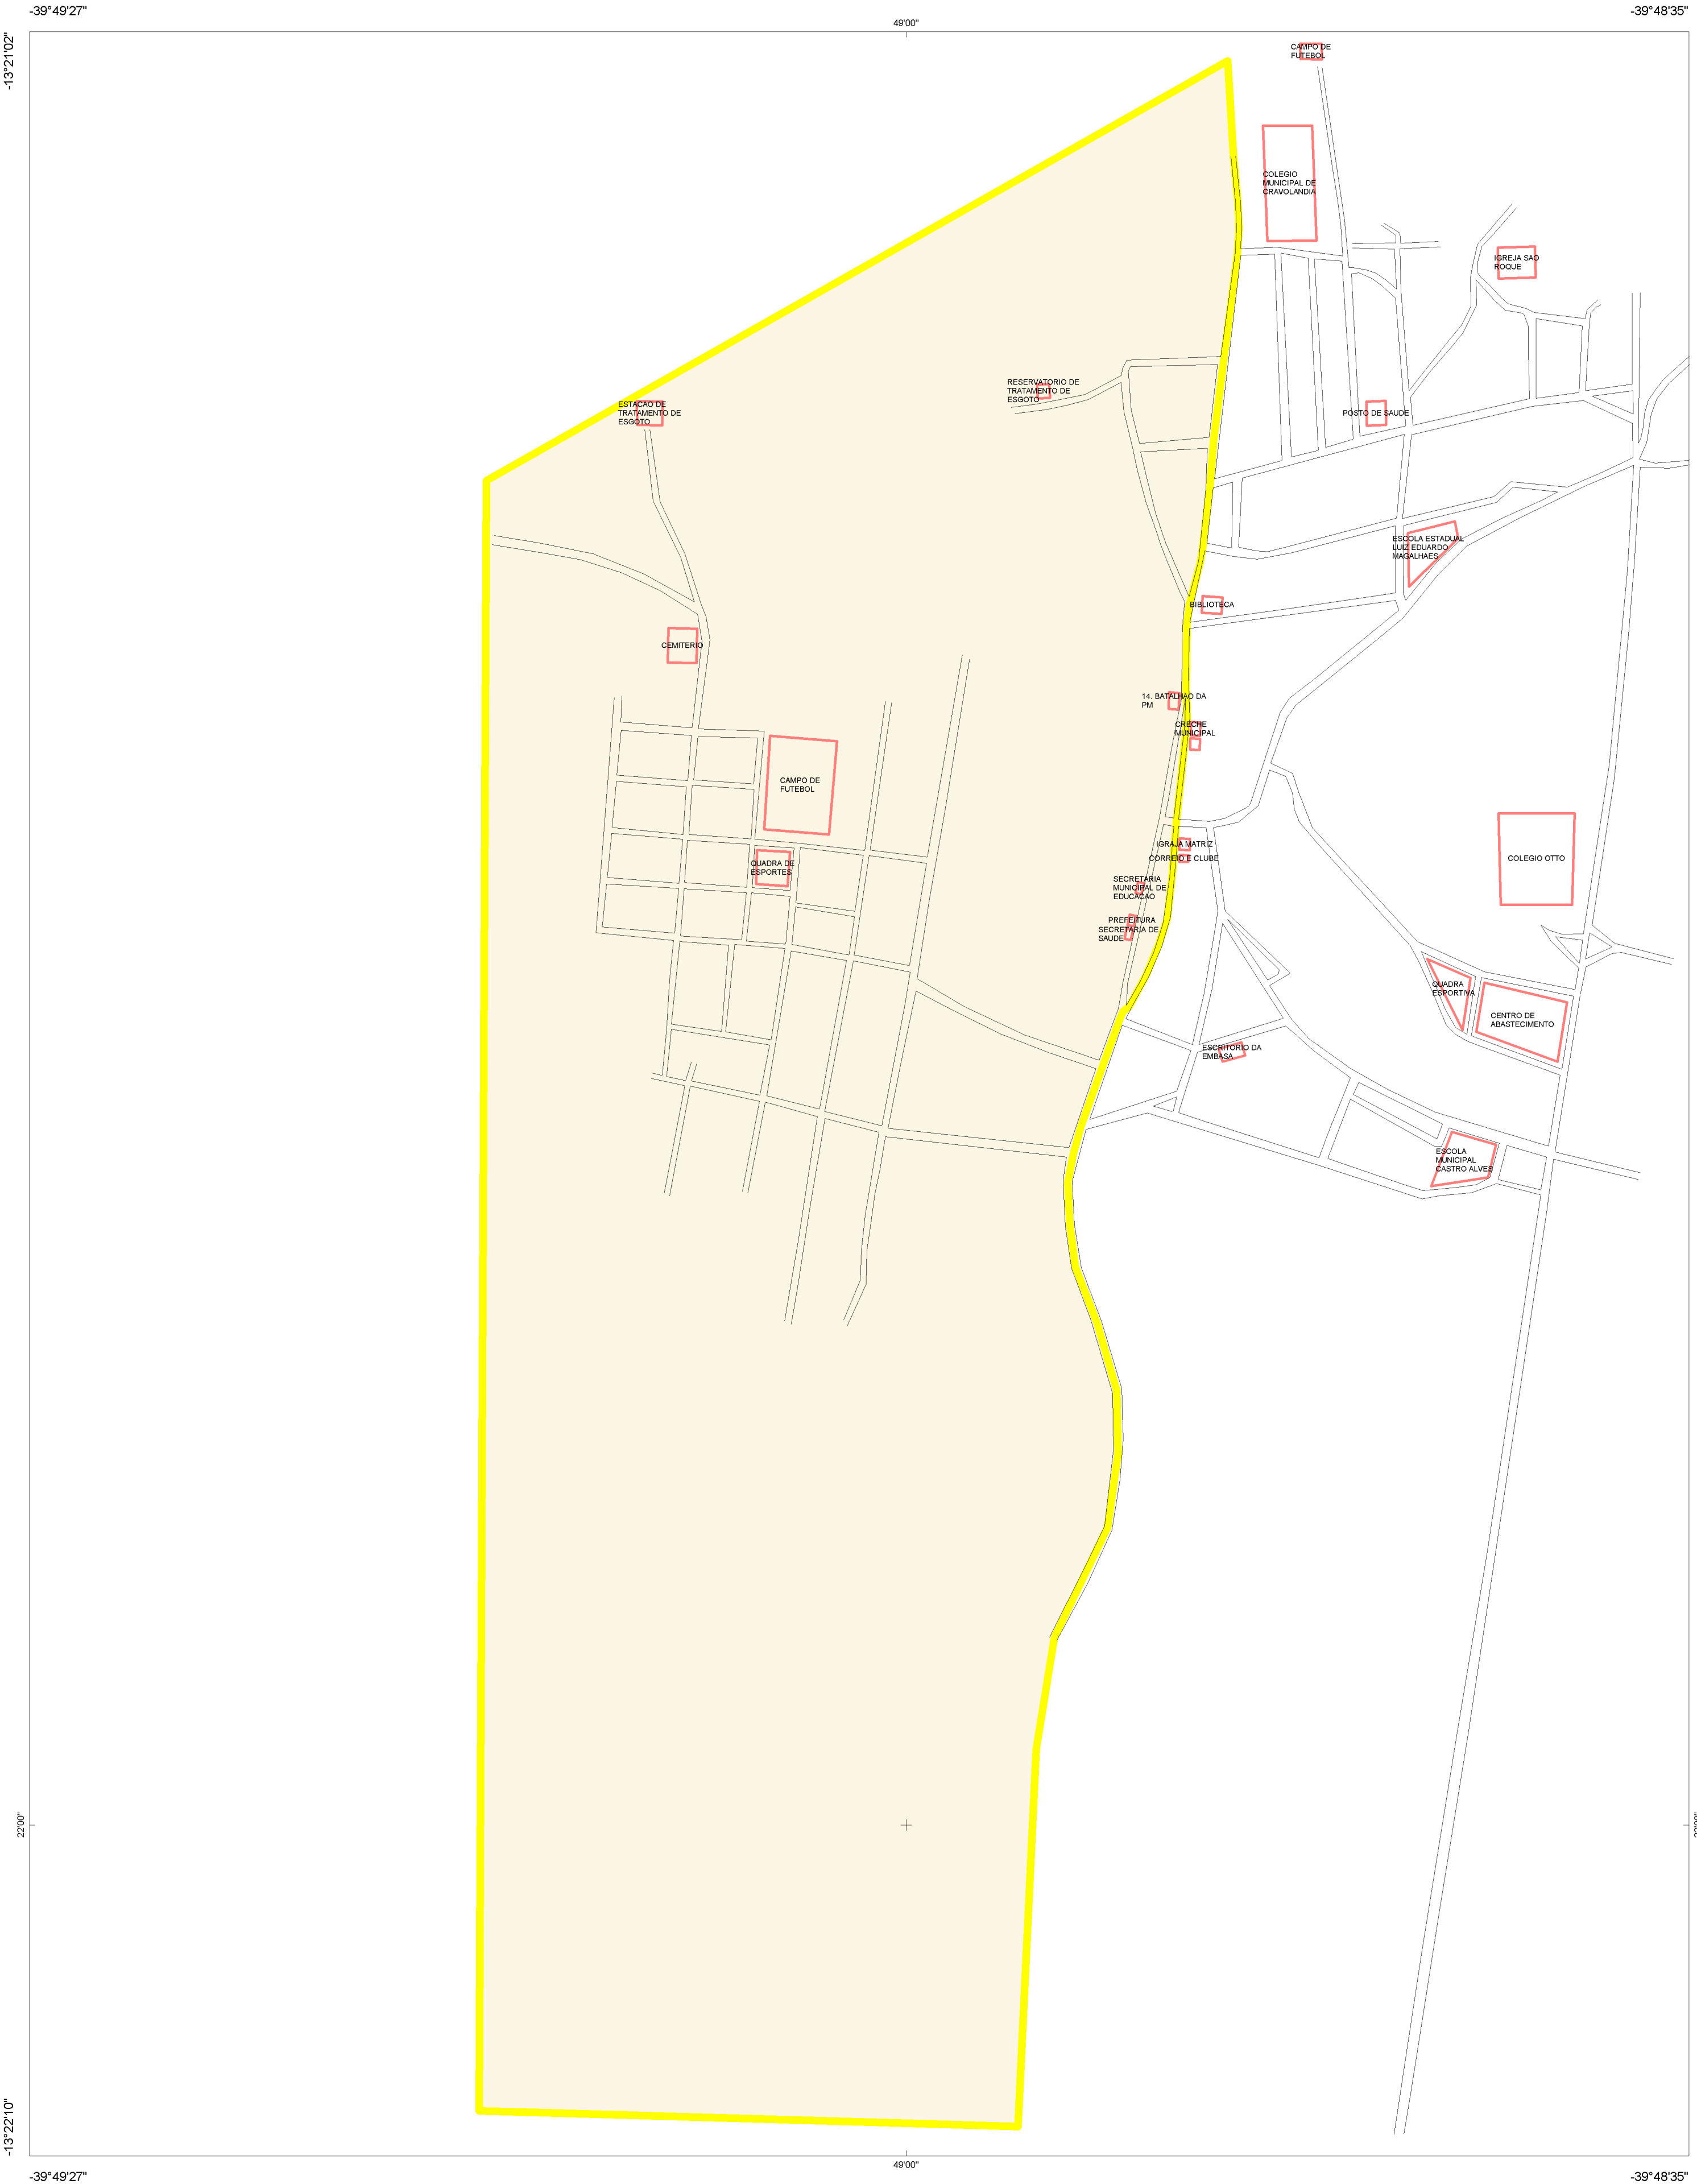 -39°49'27"
49'00"
-39°48'35"
-13°21'02"
CAMPO DE
FUTEBOL
COLEGIO
MUNICIPAL DE
CRAVOLANDIA
IGREJA SAO
ROQUE
RESERVATORIO DE
TRATAMENTO DE
ESGOTO
ESTACAO DE
TRATAMENTO DE
ESGOTO
POSTO DE SAUDE
ESCOLA ESTADUAL
LUIZ EDUARDO
MAGALHAES
BIBLIOTECA
CEMITERIO
14. BATALHAO DA
PM
CRECHE
MUNICIPAL
CAMPO DE
FUTEBOL
IGRAJA MATRIZ
CORREIO E CLUBE
COLEGIO OTTO
QUADRA DE
ESPORTES
SECRETARIA
MUNICIPAL DE
EDUCACAO
PREFEITURA
SECRETARIA DE
SAUDE
QUADRA
ESPORTIVA
CENTRO DE
ABASTECIMENTO
ESCRITORIO DA
EMBASA
ESCOLA
MUNICIPAL
CASTRO ALVES
22'00"
-13°22'10"
-39°49'27"
49'00"
-39°48'35"